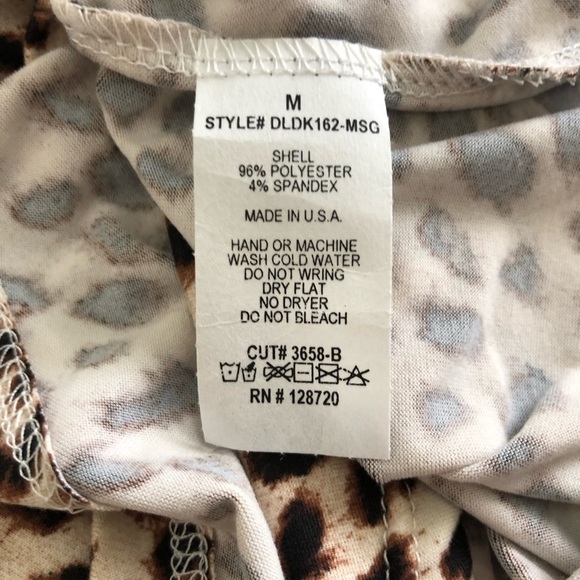 M
STYLE# DLDK162-MSG
SHELL
96% POLYESTER
4% SPANDEX
MADE IN U.S.A.
HAND OR MACHINE
WASH COLD WATER
DO NOT WRING
DRY FLAT
NO DRYER
DO NOT BLEACH
CUT# 3658-B
RN # 128720